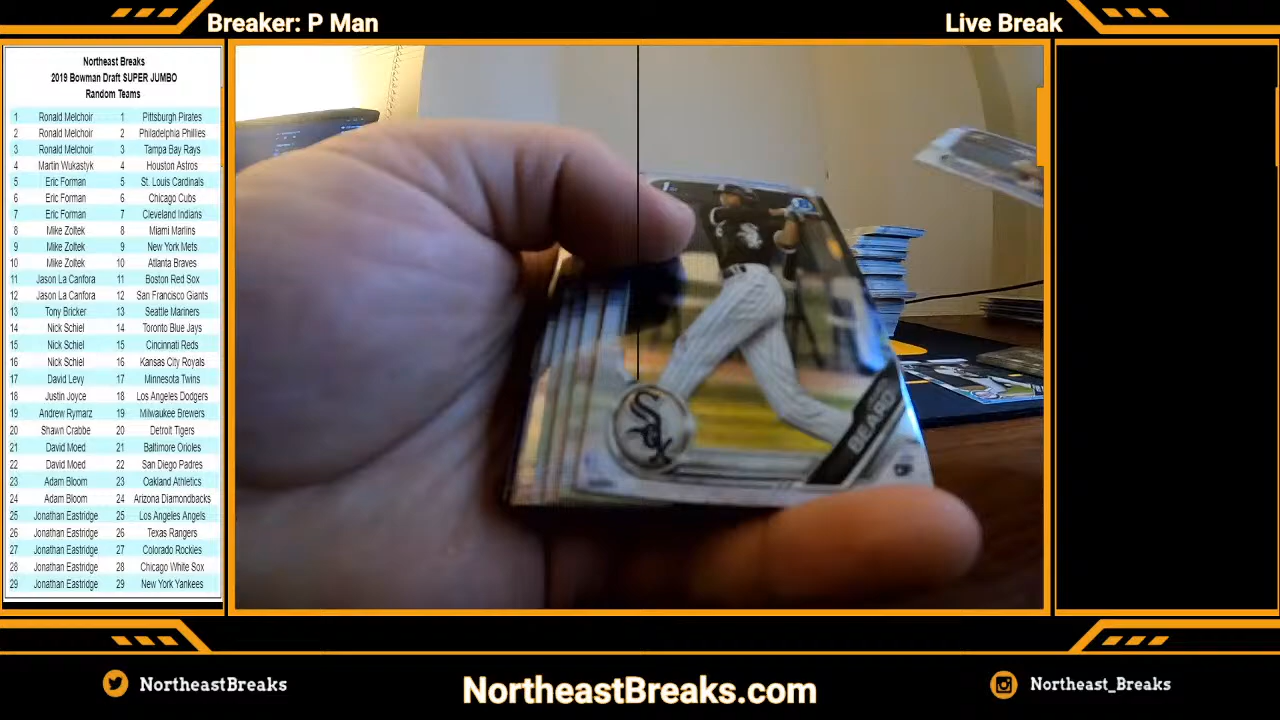 Breaker: P Man
Live Break
Northeast Breaks
2019 Bowman Draft SUPER JUMBO
Random Teams
1 Ronald Melchoir 1 Pittsburgh Pirates
2 Ronald Melchoir 2 Philadelphia Phillies
3 Ronald Melchoir 3 Tampa Bay Rays
4 Martin Wukastyk 4 Houston Astros
5 Eric Forman 5 St. Louis Cardinals
6 Eric Forman 6 Chicago Cubs
7 Eric Forman 7 Cleveland Indians
8 Mike Zoltek 8 Miami Marlins
9 Mike Zoltek 9 New York Mets
10 Mike Zoltek 10 Atlanta Braves
11 Jason La Canfora 11 Boston Red Sox
12 Jason La Canfora 12 San Francisco Giants
13 Tony Bricker 13 Seattle Mariners
14 Nick Schiel 14 Toronto Blue Jays
15 Nick Schiel 15 Cincinnati Reds
16 Nick Schiel 16 Kansas City Royals
17 David Levy 17 Minnesota Twins
18 Justin Joyce 18 Los Angeles Dodgers
19 Andrew Rymarz 19 Milwaukee Brewers
20 Shawn Crabbe 20 Detroit Tigers
21 David Moed 21 Baltimore Orioles
22 David Moed 22 San Diego Padres
23 Adam Bloom 23 Oakland Athletics
24 Adam Bloom 24 Arizona Diamondbacks
25 Jonathan Eastridge 25 Los Angeles Angels
26 Jonathan Eastridge 26 Texas Rangers
27 Jonathan Eastridge 27 Colorado Rockies
28 Jonathan Eastridge 28 Chicago White Sox
29 Jonathan Eastridge 29 New York Yankees
SOX
BEARD
CF
NortheastBreaks
NortheastBreaks.com
Northeast_Breaks